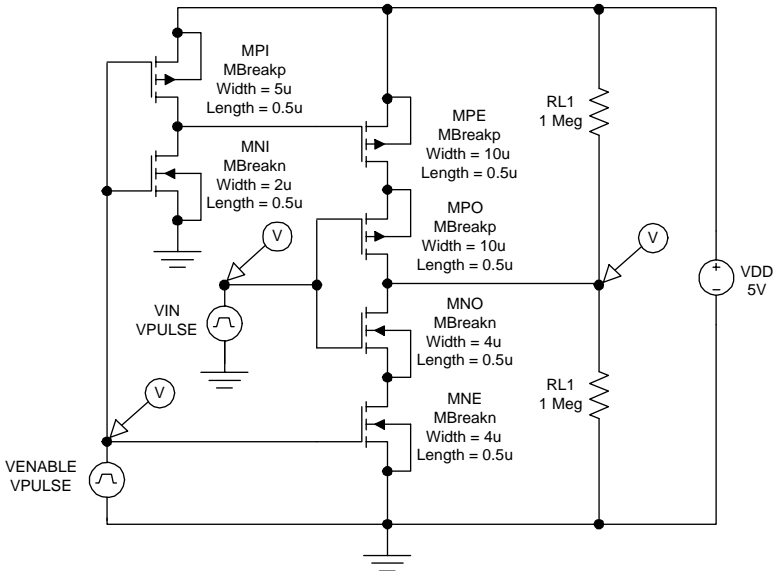 MPI
MBreakp
Width = 5u
Length = 0.5u
MNI
MBreakn
Width = 2u
Length = 0.5u
MPE
MBreakp
Width = 10u
Length = 0.5u
RL1
1 Meg
MPO
MBreakp
Width = 10u
Length = 0.5u
V
V
VDD
5V
+
−
VIN
VPULSE
MNO
MBreakn
Width = 4u
Length = 0.5u
V
MNE
MBreakn
Width = 4u
Length = 0.5u
RL1
1 Meg
VENABLE
VPULSE